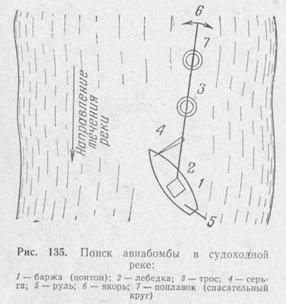 6
7
3
4
2
1
5
Направление
течения
реки
Рис. 135. Поиск авиабомбы в судоходной
реке:
1 — баржа (понтон); 2 — лебедка; 3 — трос; 4 — серь-
га; 5 — руль; 6 — якорь; 7 — поплавок (спасательный
круг)